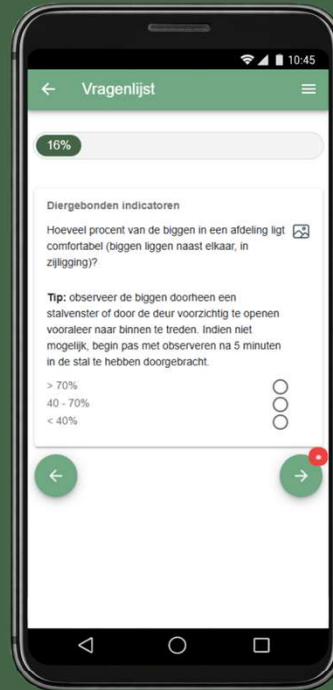 10:45
Vragenlijst
16%
Diergebonden indicatoren
Hoeveel procent van de biggen in een afdeling ligt
comfortabel (biggen liggen naast elkaar, in
zijligging)?
Tip: observeer de biggen doorheen een
stalvenster of door de deur voorzichtig te openen
vooraleer naar binnen te treden. Indien niet
mogelijk, begin pas met observeren na 5 minuten
in de stal te hebben doorgebracht.
> 70%
40 - 70%
< 40%